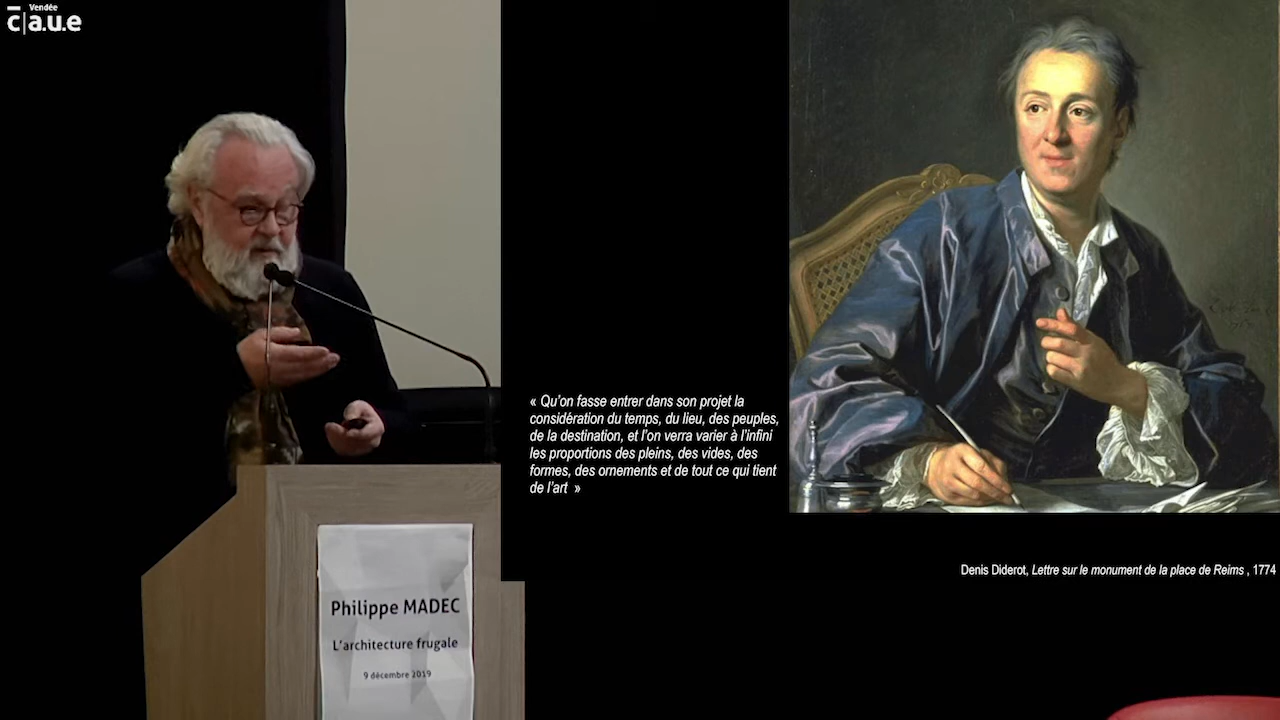 Vendée
c|a.u.e
« Qu'on fasse entrer dans son projet la
considération du temps, du lieu, des peuples,
de la destination, et l'on verra varier à l'infini
les proportions des pleins, des vides, des
formes, des ornements et de tout ce qui tient
de l'art »
Denis Diderot, Lettre sur le monument de la place de Reims , 1774
Philippe MADEC
L'architecture frugale
9 décembre 2019